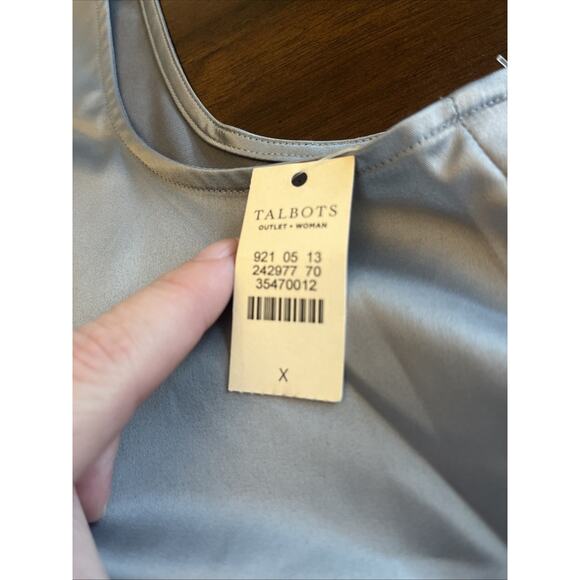 TALBOTS
OUTLET • WOMAN
921 05 13
242977 70
35470012
X